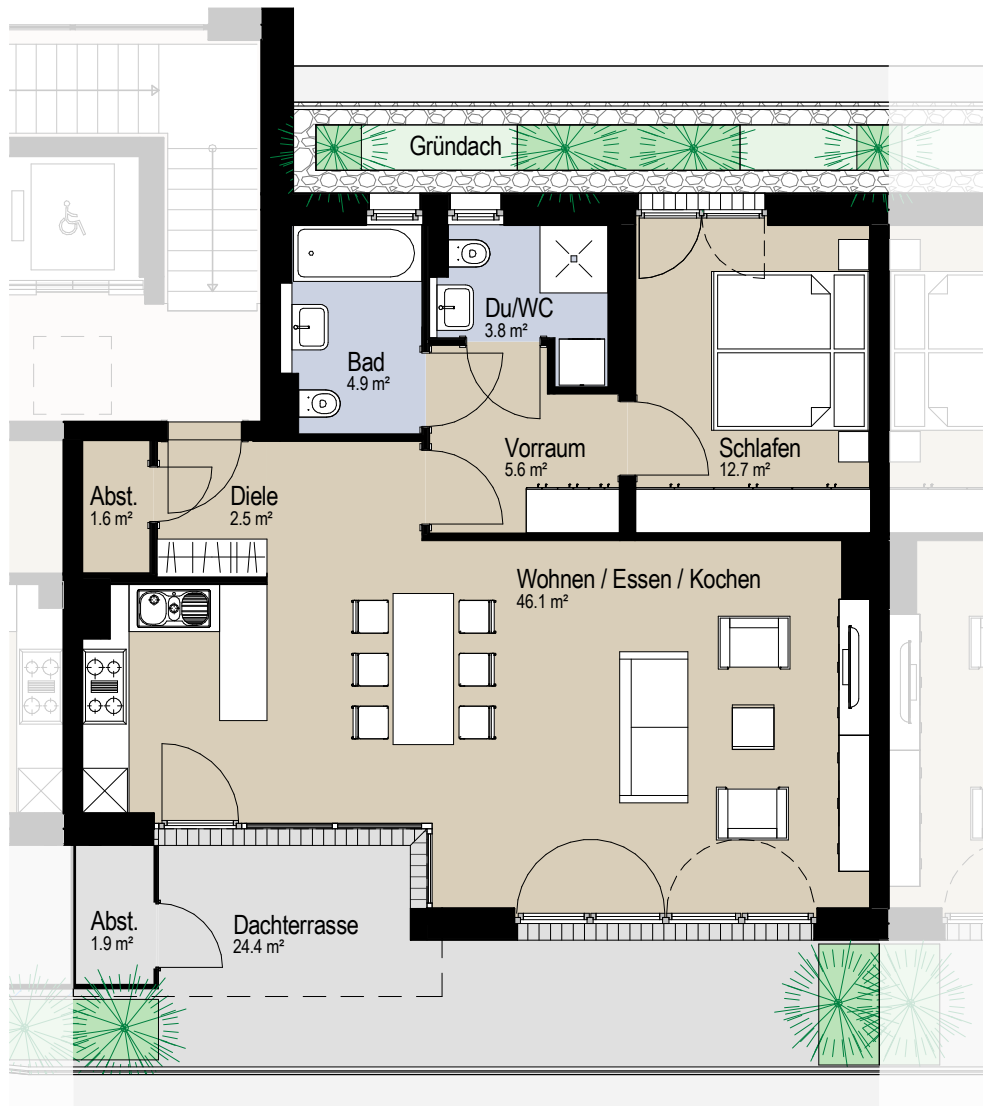 Gründach
Du/WC
3.8 m²
Bad
4.9 m²
Vorraum
5.6 m²
Schlafen
12.7 m²
Abst.
1.6 m²
Diele
2.5 m²
Wohnen / Essen / Kochen
46.1 m²
Abst.
1.9 m²
Dachterrasse
24.4 m²